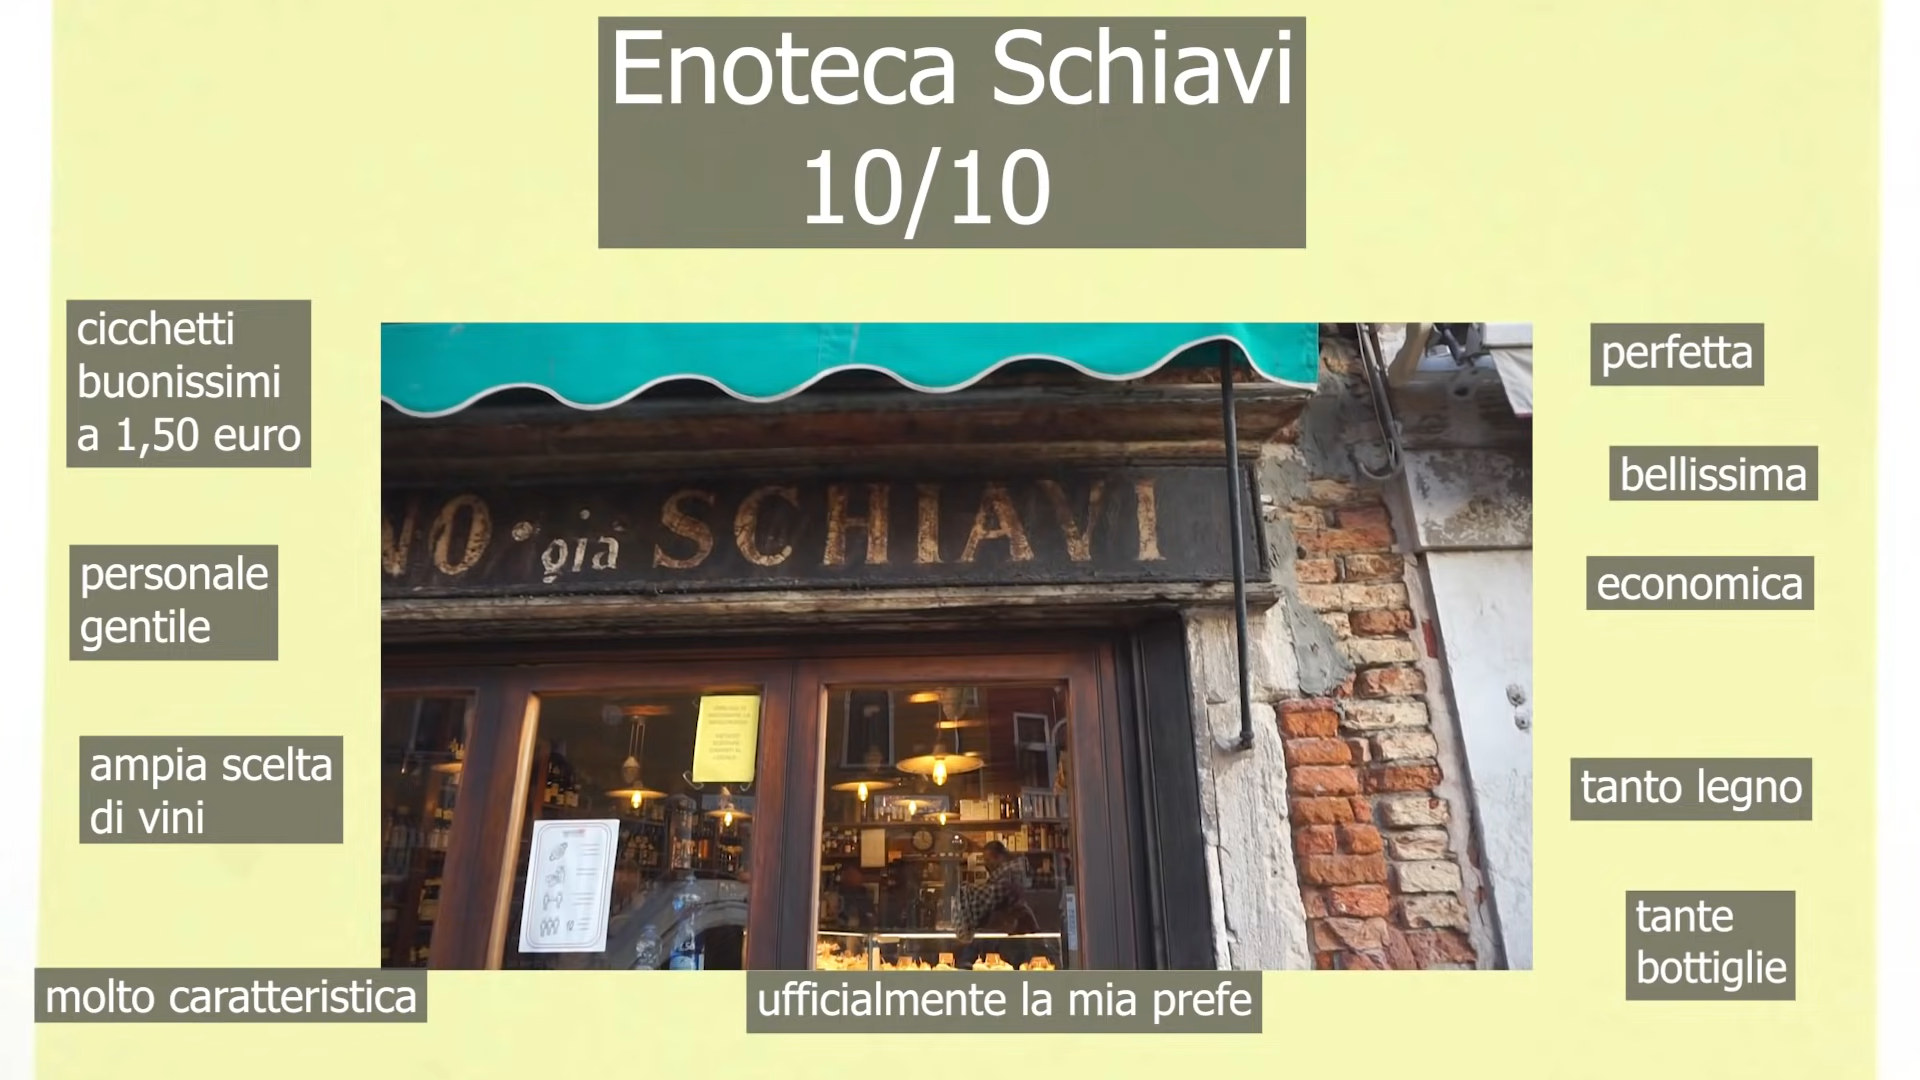 Enoteca Schiavi
10/10
cicchetti
buonissimi
a 1,50 euro
perfetta
bellissima
già SCHIAVI
personale
gentile
economica
ampia scelta
di vini
tanto legno
tante
bottiglie
molto caratteristica
ufficialmente la mia prefe